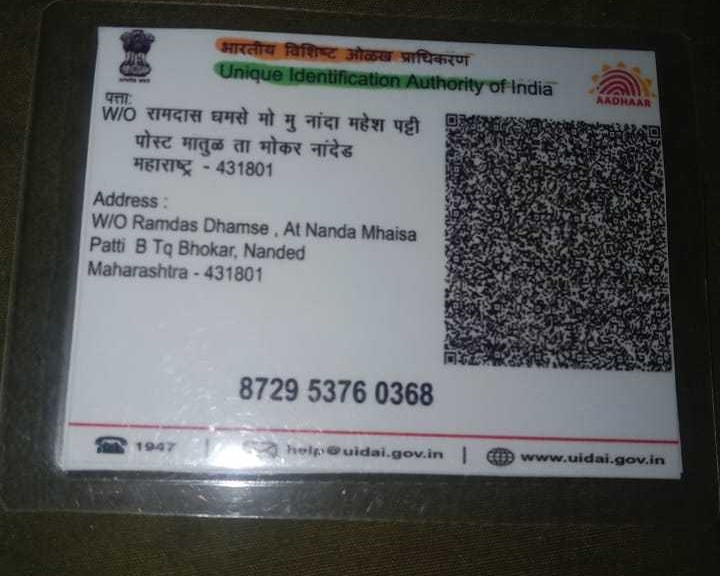 भारतीय विशिष्ट ओळख प्राधिकरण
Unique Identification Authority of India
AADHAAR
पत्ता:
W/O रामदास घमसे मो मु नांदा महेश पट्टी
पोस्ट मातुळ ता मोकर नांदेड
महाराष्ट्र - 431801
Address :
W/O Ramdas Dhamse , At Nanda Mhaisa
Patti B Tq Bhokar, Nanded
Maharashtra - 431801
8729 5376 0368
1947 | help@uidai.gov.in | www.uidai.gov.in